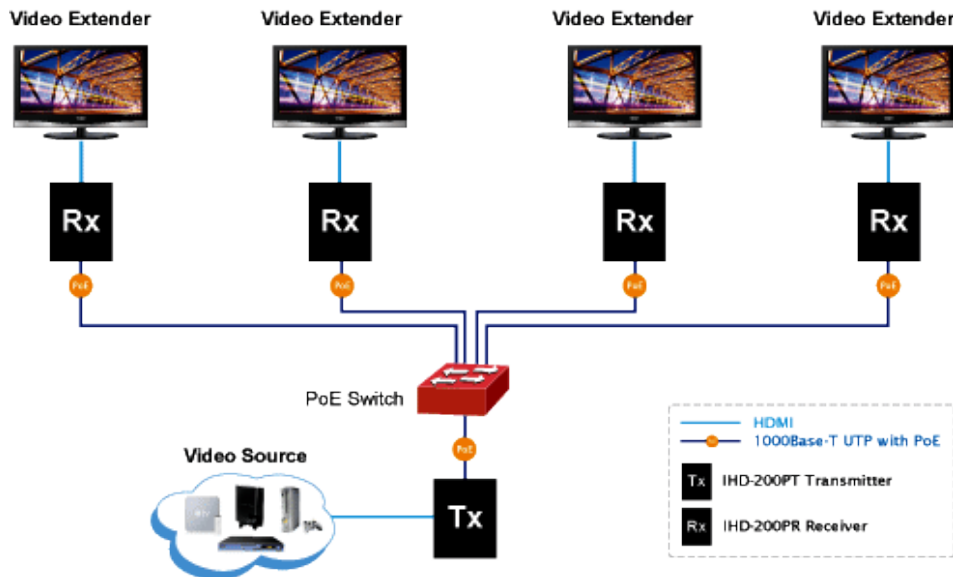 Video Extender
Video Extender
Video Extender
Video Extender
Rx
Rx
Rx
Rx
PoE
PoE
PoE
PoE
PoE Switch
PoE
Video Source
tv
Tx
HDMI
1000Base-T UTP with PoE
Tx IHD-200PT Transmitter
Rx IHD-200PR Receiver